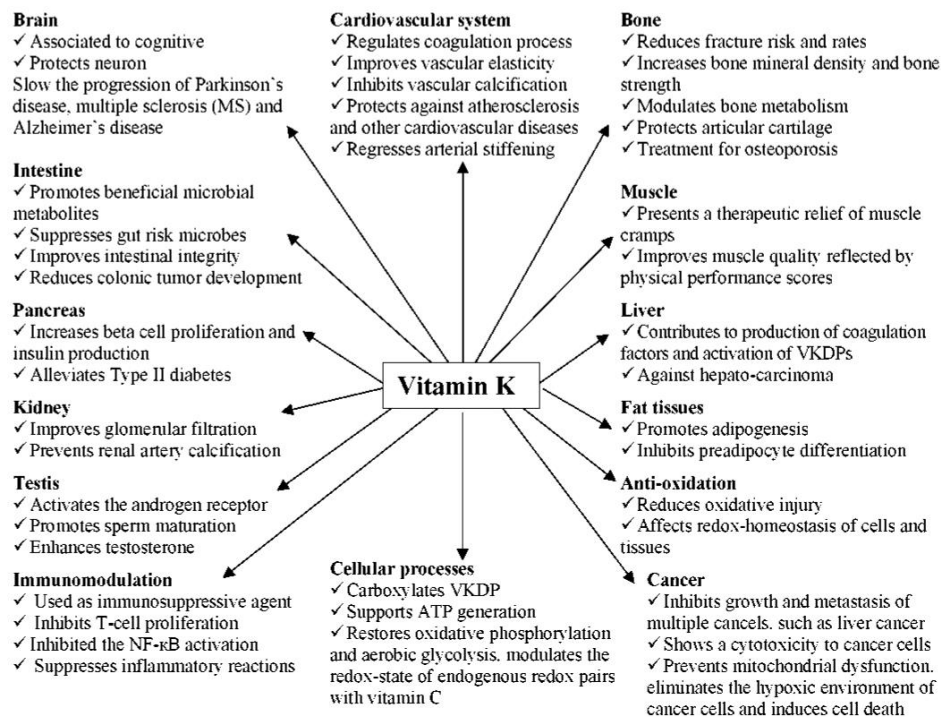 Brain
✓ Associated to cognitive
✓ Protects neuron
Slow the progression of Parkinson`s
disease, multiple sclerosis (MS) and
Alzheimer`s disease
Cardiovascular system
✓ Regulates coagulation process
✓ Improves vascular elasticity
✓ Inhibits vascular calcification
✓ Protects against atherosclerosis
and other cardiovascular diseases
✓ Regresses arterial stiffening
Bone
✓ Reduces fracture risk and rates
✓ Increases bone mineral density and bone
strength
✓ Modulates bone metabolism
✓ Protects articular cartilage
✓ Treatment for osteoporosis
Intestine
✓ Promotes beneficial microbial
metabolites
✓ Suppresses gut risk microbes
✓ Improves intestinal integrity
✓ Reduces colonic tumor development
Muscle
✓ Presents a therapeutic relief of muscle
cramps
✓ Improves muscle quality reflected by
physical performance scores
Pancreas
✓ Increases beta cell proliferation and
insulin production
✓ Alleviates Type II diabetes
Liver
✓ Contributes to production of coagulation
factors and activation of VKDPs
✓ Against hepato-carcinoma
Vitamin K
Kidney
✓ Improves glomerular filtration
✓ Prevents renal artery calcification
Fat tissues
✓ Promotes adipogenesis
✓ Inhibits preadipocyte differentiation
Testis
✓ Activates the androgen receptor
✓ Promotes sperm maturation
✓ Enhances testosterone
Anti-oxidation
✓ Reduces oxidative injury
✓ Affects redox-homeostasis of cells and
tissues
Immunomodulation
✓ Used as immunosuppressive agent
✓ Inhibits T-cell proliferation
✓ Inhibited the NF-κB activation
✓ Suppresses inflammatory reactions
Cellular processes
✓ Carboxylates VKDP
✓ Supports ATP generation
✓ Restores oxidative phosphorylation
and aerobic glycolysis. modulates the
redox-state of endogenous redox pairs
with vitamin C
Cancer
✓ Inhibits growth and metastasis of
multiple cancels. such as liver cancer
✓ Shows a cytotoxicity to cancer cells
✓ Prevents mitochondrial dysfunction.
eliminates the hypoxic environment of
cancer cells and induces cell death